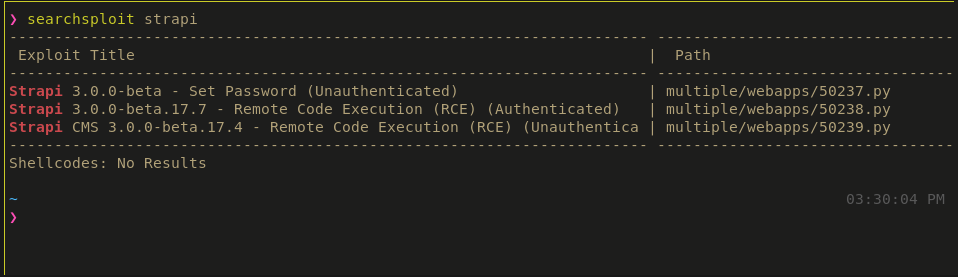 ❯ searchsploit strapi
----------------------------------------------------------------------- ---------------------------------
 Exploit Title                                                         |  Path
----------------------------------------------------------------------- ---------------------------------
Strapi 3.0.0-beta - Set Password (Unauthenticated)                     | multiple/webapps/50237.py
Strapi 3.0.0-beta.17.7 - Remote Code Execution (RCE) (Authenticated)   | multiple/webapps/50238.py
Strapi CMS 3.0.0-beta.17.4 - Remote Code Execution (RCE) (Unauthentica | multiple/webapps/50239.py
----------------------------------------------------------------------- ---------------------------------
Shellcodes: No Results
~ 03:30:04 PM
❯